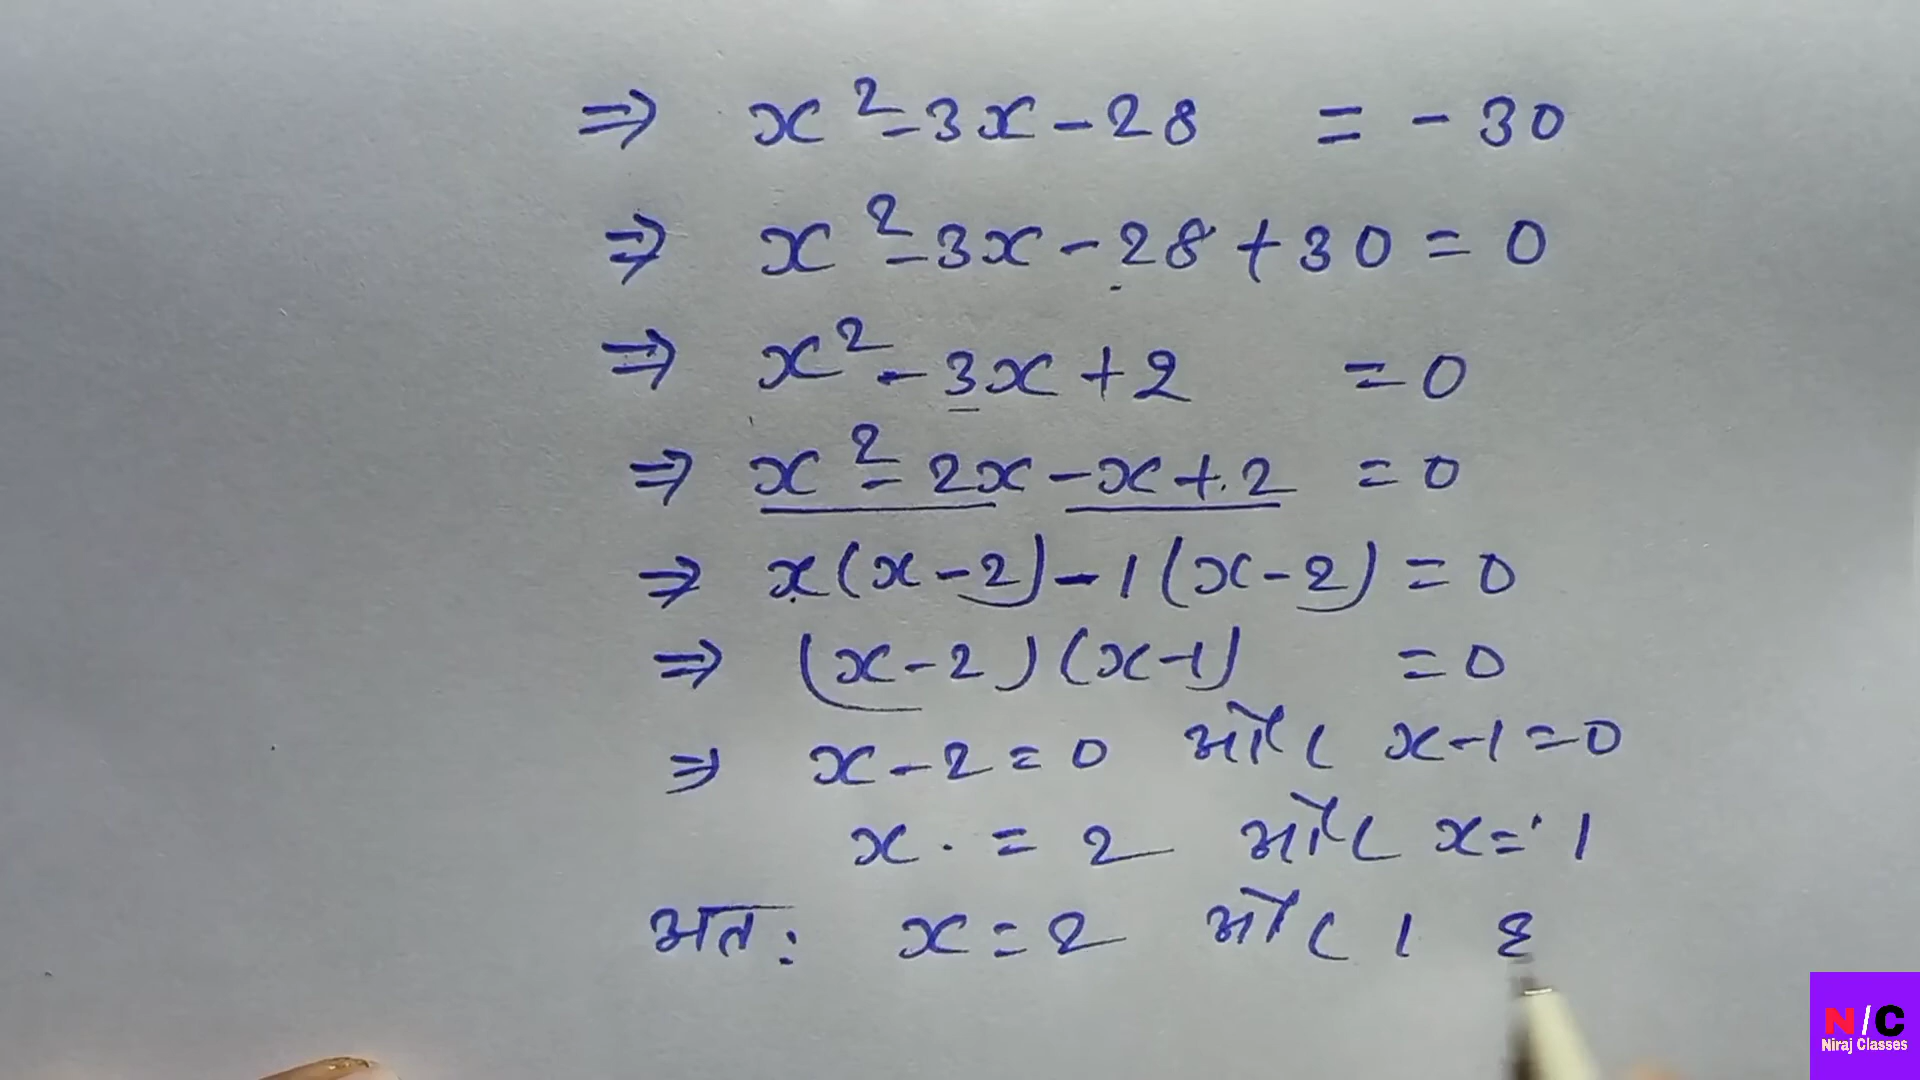 ⇒ x² - 3x - 28 = - 30
⇒ x² - 3x - 28 + 30 = 0
⇒ x² - 3x + 2 = 0
⇒ x² - 2x - x + 2 = 0
⇒ x(x - 2) - 1(x - 2) = 0
⇒ (x - 2)(x - 1) = 0
⇒ x - 2 = 0 और x - 1 = 0
x = 2 और x = 1
अतः x = 2 और 1
N/C
Niraj Classes